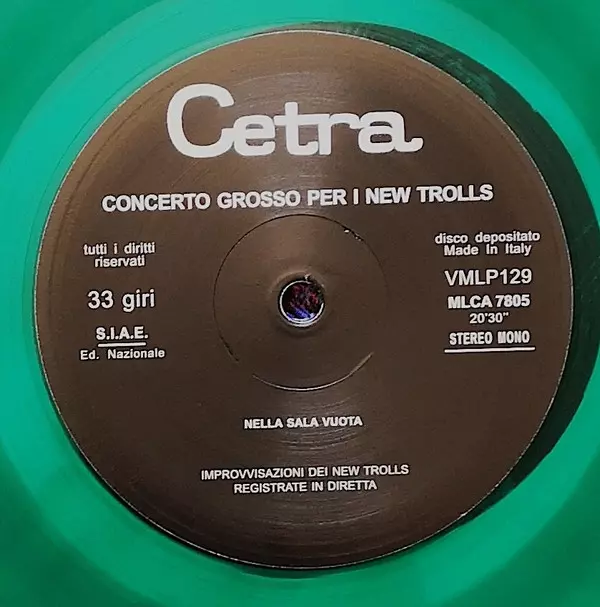 Cetra
CONCERTO GROSSO PER I NEW TROLLS
tutti i diritti
riservati
33 giri
S.I.A.E.
Ed. Nazionale
disco depositato
Made In Italy
VMLP129
MLCA 7805
20'30"
STEREO MONO
NELLA SALA VUOTA
IMPROVVISAZIONI DEI NEW TROLLS
REGISTRATE IN DIRETTA